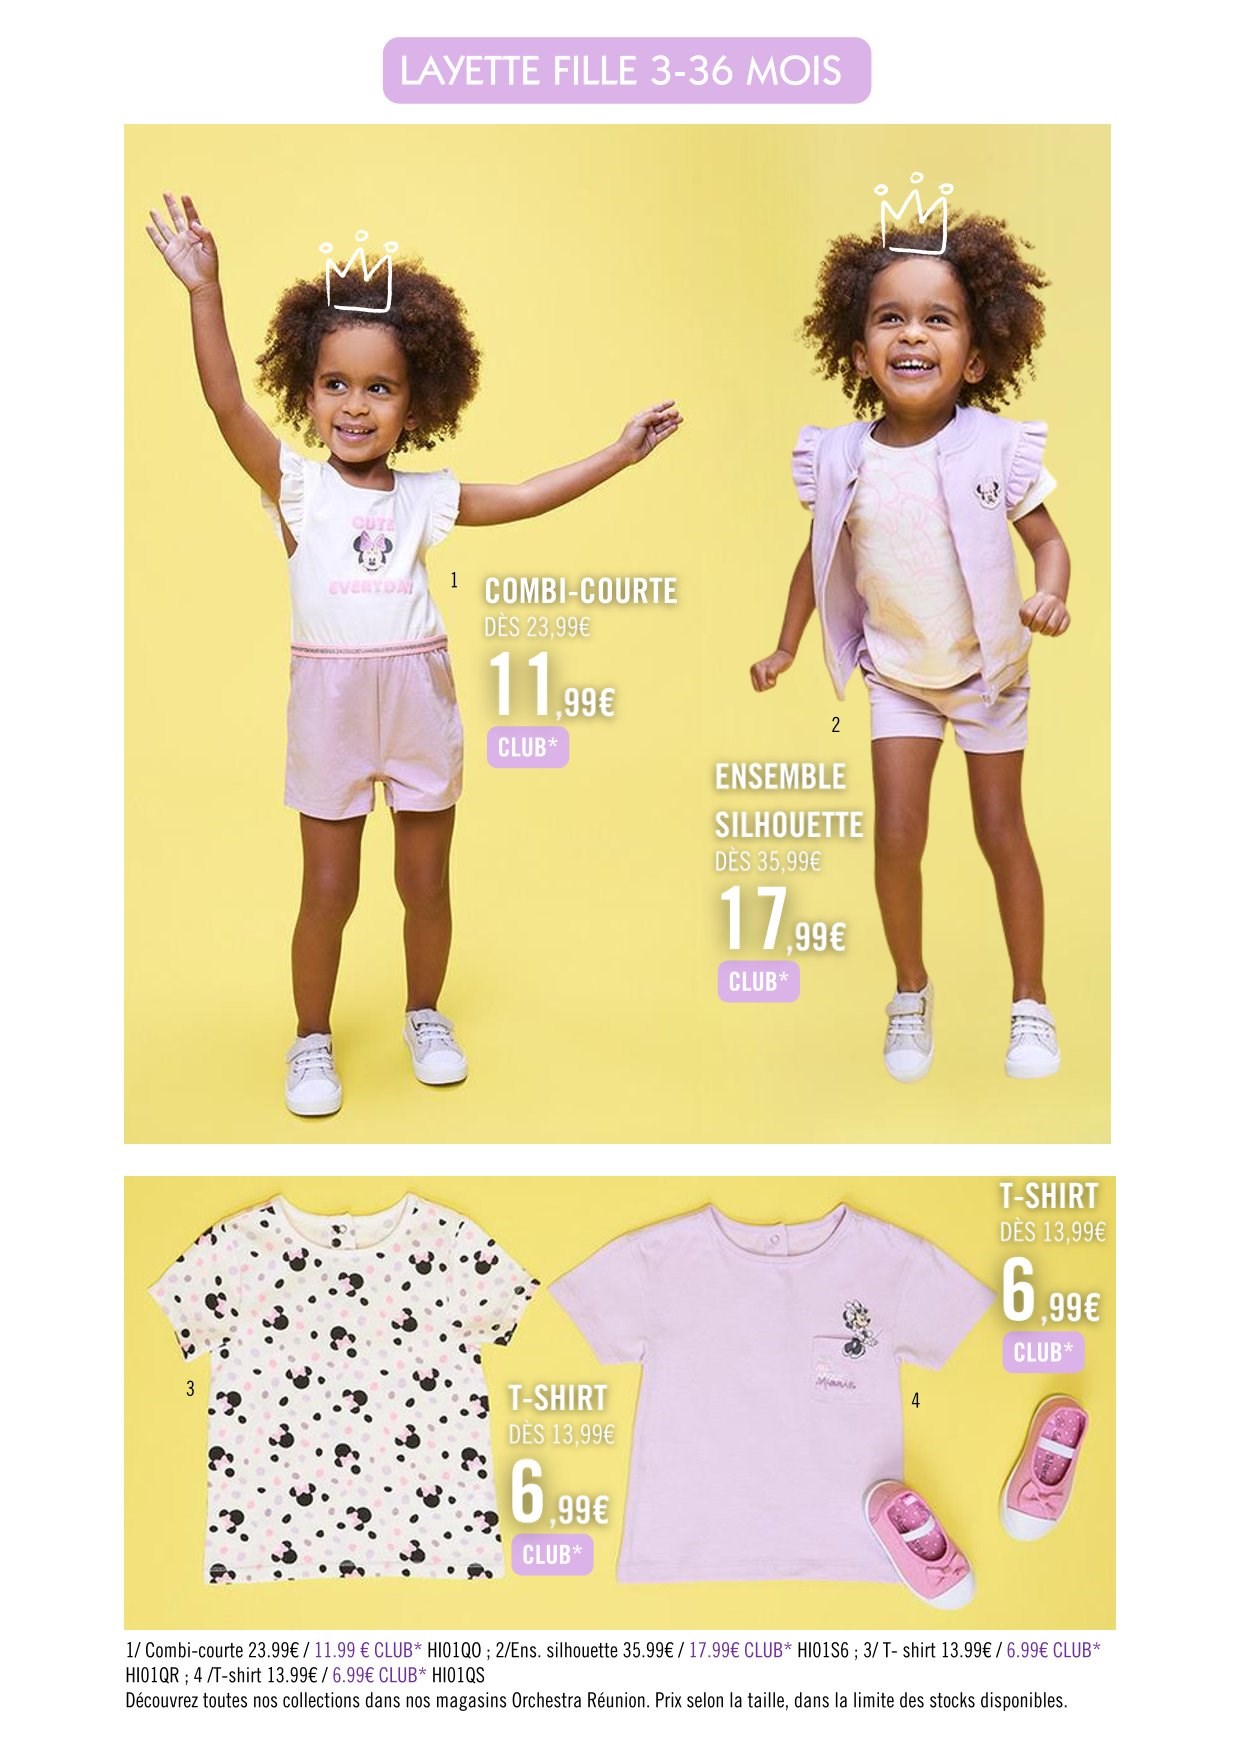 LAYETTE FILLE 3-36 MOIS
CUTE
EVERYDAY
1
COMBI-COURTE
DÈS 23,99€
11,99€
CLUB*
2
ENSEMBLE
SILHOUETTE
DÈS 35,99€
17,99€
CLUB*
3
T-SHIRT
DÈS 13,99€
6,99€
CLUB*
T-SHIRT
DÈS 13,99€
6,99€
CLUB*
Minnie
4
1/ Combi-courte 23.99€ / 11.99 € CLUB* HI01QO ; 2/Ens. silhouette 35.99€ / 17.99€ CLUB* HI01S6 ; 3/ T- shirt 13.99€ / 6.99€ CLUB*
HI01QR ; 4 /T-shirt 13.99€ / 6.99€ CLUB* HI01QS
Découvrez toutes nos collections dans nos magasins Orchestra Réunion. Prix selon la taille, dans la limite des stocks disponibles.